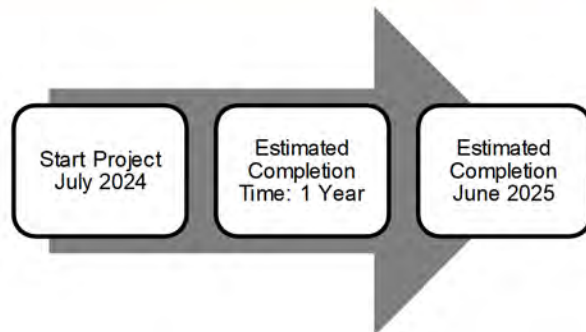 Start Project
July 2024
Estimated
Completion
Time: 1 Year
Estimated
Completion
June 2025